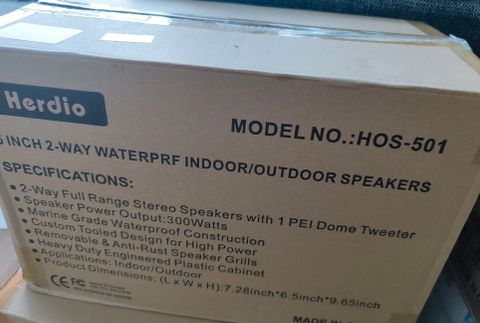 Herdio
MODEL NO.:HOS-501
5 INCH 2-WAY WATERPRF INDOOR/OUTDOOR SPEAKERS
SPECIFICATIONS:
• 2-Way Full Range Stereo Speakers with 1 PEI Dome Tweeter
• Speaker Power Output:300Watts
• Marine Grade Waterproof Construction
• Custom Tooled Design for High Power
• Removable & Anti-Rust Speaker Grills
• Heavy Duty Engineered Plastic Cabinet
• Applications: Indoor/Outdoor
• Product Dimensions: (L x W x H):7.28inch*6.5inch*9.65inch
CE FC
MADE IN